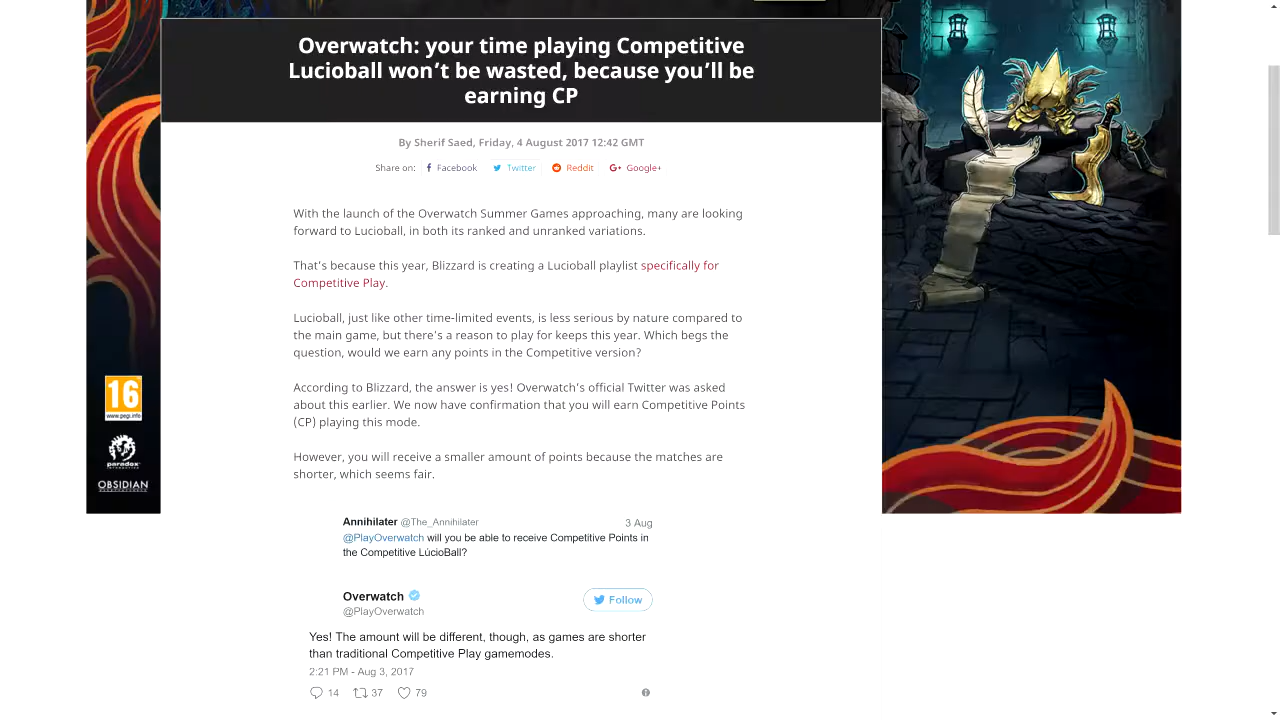 Overwatch: your time playing Competitive
Lucioball won’t be wasted, because you’ll be
earning CP
By Sherif Saed, Friday, 4 August 2017 12:42 GMT
Share on: Facebook Twitter Reddit Google+
With the launch of the Overwatch Summer Games approaching, many are looking
forward to Lucioball, in both its ranked and unranked variations.
That’s because this year, Blizzard is creating a Lucioball playlist specifically for
Competitive Play.
Lucioball, just like other time-limited events, is less serious by nature compared to
the main game, but there’s a reason to play for keeps this year. Which begs the
question, would we earn any points in the Competitive version?
According to Blizzard, the answer is yes! Overwatch’s official Twitter was asked
about this earlier. We now have confirmation that you will earn Competitive Points
(CP) playing this mode.
However, you will receive a smaller amount of points because the matches are
shorter, which seems fair.
16
www.pegi.info
paradox
OBSIDIAN
Annihilater @The_Annihilater 3 Aug
@PlayOverwatch will you be able to receive Competitive Points in
the Competitive LúcioBall?
Overwatch
@PlayOverwatch
Follow
Yes! The amount will be different, though, as games are shorter
than traditional Competitive Play gamemodes.
2:21 PM - Aug 3, 2017
14 37 79